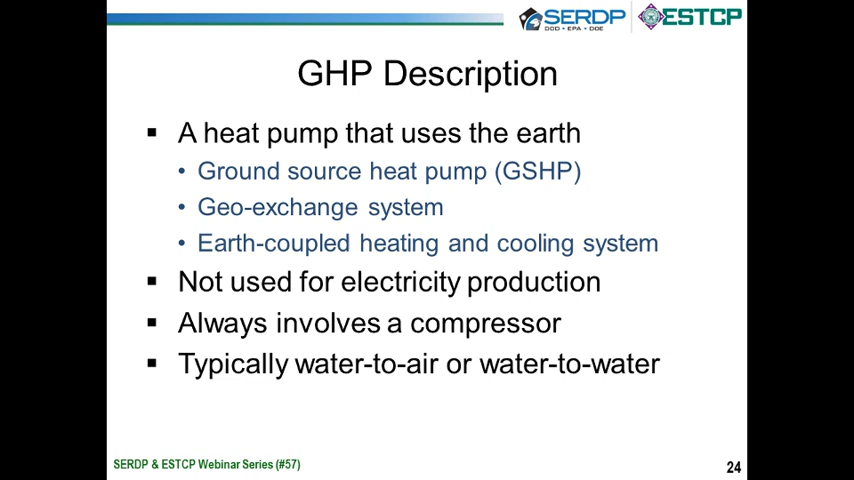 SERDP
DOD • EPA • DOE
ESTCP
GHP Description
▪ A heat pump that uses the earth
• Ground source heat pump (GSHP)
• Geo-exchange system
• Earth-coupled heating and cooling system
▪ Not used for electricity production
▪ Always involves a compressor
▪ Typically water-to-air or water-to-water
SERDP & ESTCP Webinar Series (#57)
24